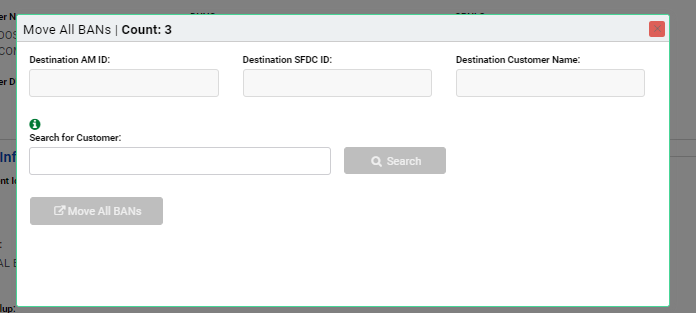 Move All BANs | Count: 3
Destination AM ID:
Destination SFDC ID:
Destination Customer Name:
Search for Customer:
Search
Move All BANs